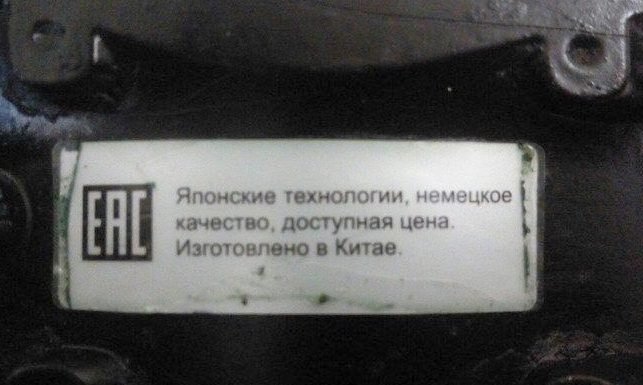 EAC
Японские технологии, немецкое
качество, доступная цена.
Изготовлено в Китае.